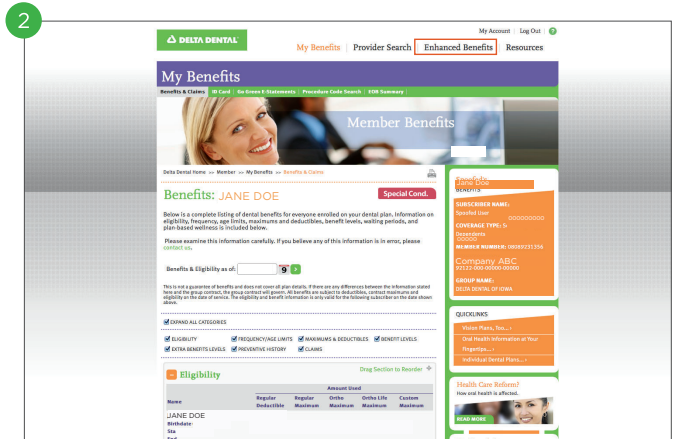 2
My Account | Log Out | ?
DELTA DENTAL
My Benefits | Provider Search | Enhanced Benefits | Resources
My Benefits
Benefits & Claims | ID Card | Go Green E-Statements | Procedure Code Search | EOB Summary
Member Benefits
Delta Dental Home >> Member >> My Benefits >> Benefits & Claims
Benefits: JANE DOE
Special Cond.
Below is a complete listing of dental benefits for everyone enrolled on your dental plan. Information on
eligibility, frequency, age limits, maximums and deductibles, benefit levels, waiting periods, and
plan-based wellness is included below.
Please examine this information carefully. If you believe any of this information is in error, please
contact us.
Benefits & Eligibility as of: 9
This is not a guarantee of benefits and does not cover all plan details. If there are any differences between the information stated
here and the group contract, the group contract will govern. All benefits are subject to deductibles, contract maximums and
eligibility on the date of service. The eligibility and benefit information is only valid for the following subscriber on the date shown
above.
EXPAND ALL CATEGORIES
ELIGIBILITY FREQUENCY/AGE LIMITS MAXIMUMS & DEDUCTIBLES BENEFIT LEVELS
EXTRA BENEFITS LEVELS PREVENTIVE HISTORY CLAIMS
Drag Section to Reorder
Eligibility
Amount Used
Name Regular Deductible Regular Maximum Ortho Maximum Ortho Life Maximum Custom Maximum
JANE DOE
Birthdate:
Sta
End
Jane Doe
BENEFITS
SUBSCRIBER NAME:
Spoofed User
000000000
COVERAGE TYPE: S
Dependents
00000
MEMBER NUMBER: 08089231356
Company ABC
92122-000-00000-00000
GROUP NAME:
DELTA DENTAL OF IOWA
QUICKLINKS
Vision Plans, Too... ›
Oral Health Information at Your
Fingertips... ›
Individual Dental Plans... ›
Health Care Reform?
How oral health is affected.
READ MORE